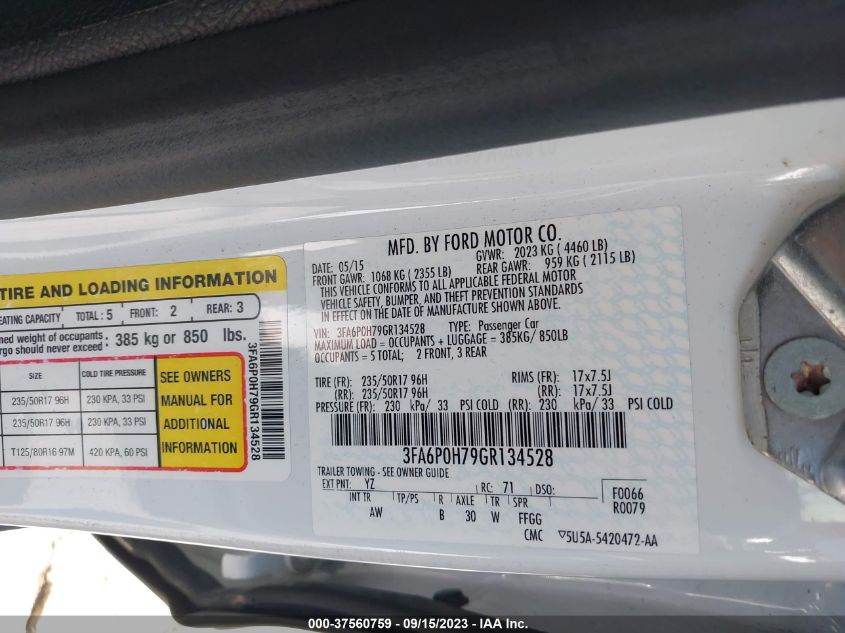 TIRE AND LOADING INFORMATION
EATING CAPACITY TOTAL: 5 FRONT: 2 REAR: 3
ned weight of occupants
rgo should never exceed : 385 kg or 850 lbs.
SIZE COLD TIRE PRESSURE
235/50R17 96H 230 KPA, 33 PSI
235/50R17 96H 230 KPA, 33 PSI
T125/80R16 97M 420 KPA, 60 PSI
SEE OWNERS
MANUAL FOR
ADDITIONAL
INFORMATION
3FA6P0H79GR134528
MFD. BY FORD MOTOR CO.
DATE: 05/15 GVWR: 2023 KG ( 4460 LB)
FRONT GAWR: 1068 KG ( 2355 LB) REAR GAWR: 959 KG ( 2115 LB)
THIS VEHICLE CONFORMS TO ALL APPLICABLE FEDERAL MOTOR
VEHICLE SAFETY, BUMPER, AND THEFT PREVENTION STANDARDS
IN EFFECT ON THE DATE OF MANUFACTURE SHOWN ABOVE.
VIN: 3FA6P0H79GR134528 TYPE: Passenger Car
MAXIMUM LOAD = OCCUPANTS + LUGGAGE = 385KG/ 850LB
OCCUPANTS = 5 TOTAL; 2 FRONT, 3 REAR
TIRE (FR): 235/50R17 96H RIMS (FR): 17x7.5J
(RR): 235/50R17 96H (RR): 17x7.5J
PRESSURE (FR): 230 kPa/ 33 PSI COLD (RR): 230 kPa/ 33 PSI COLD
3FA6P0H79GR134528
TRAILER TOWING - SEE OWNER GUIDE
EXT PNT: YZ RC: 71 DSO: F0066
INT TR TP/PS R AXLE TR SPR R0079
AW B 30 W FFGG
CMC ▽5U5A-5420472-AA
000-37560759 - 09/15/2023 - IAA Inc.